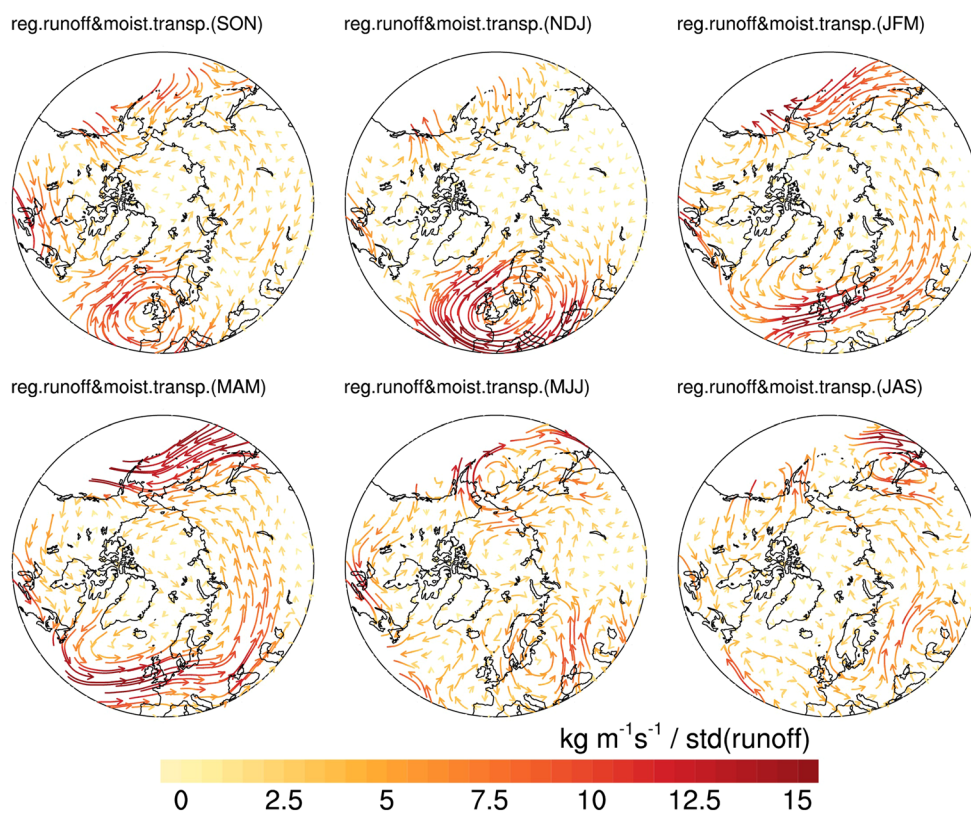 reg.runoff&moist.transp.(SON)
reg.runoff&moist.transp.(NDJ)
reg.runoff&moist.transp.(JFM)
reg.runoff&moist.transp.(MAM)
reg.runoff&moist.transp.(MJJ)
reg.runoff&moist.transp.(JAS)
kg m⁻¹s⁻¹ / std(runoff)
0 2.5 5 7.5 10 12.5 15